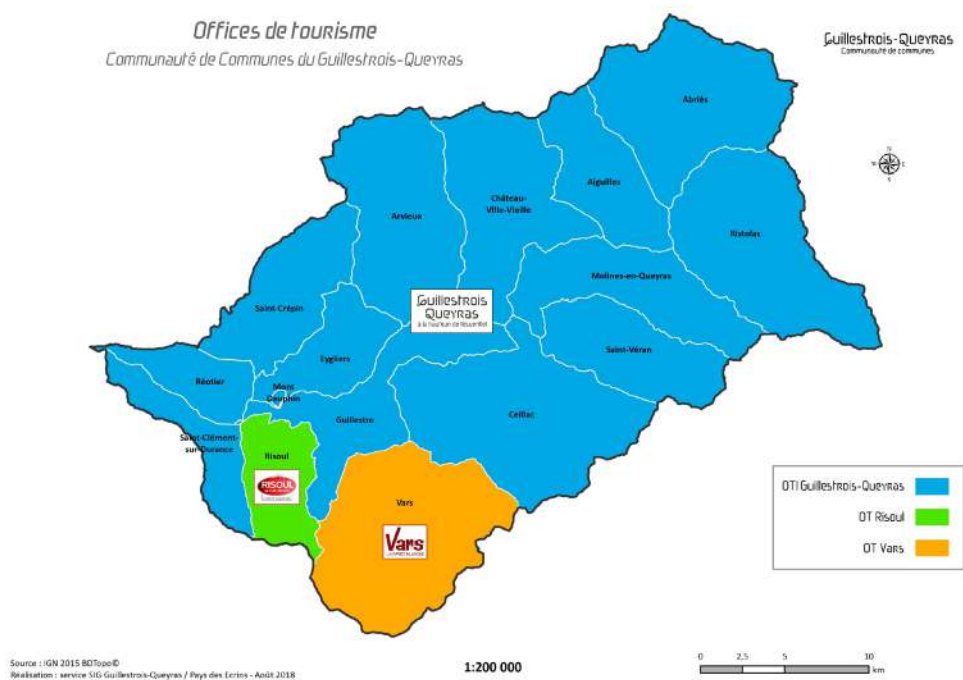 Offices de tourisme
Communauté de Communes du Guillestrois-Queyras
Guillestrois-Queyras
Communauté de communes
N
E
S
Abriès
Aiguilles
Château-
Ville-Vieille
Arvieux
Ristolas
Molines-en-Queyras
Saint-Crépin
Guillestrois
Queyras
Eygliers
Saint-Véran
Réotier
Mont
Dauphin
Ceillac
Guillestre
Saint-Clément-
sur-Durance
Risoul
RISOUL
Vars
Vars
OTI Guillestrois-Queyras
OT Risoul
OT Vars
Source : IGN 2015 BDTopo©
Réalisation : service SIG Guillestrois-Queyras / Pays des Ecrins - Août 2018
1:200 000
0 2,5 5 10
km